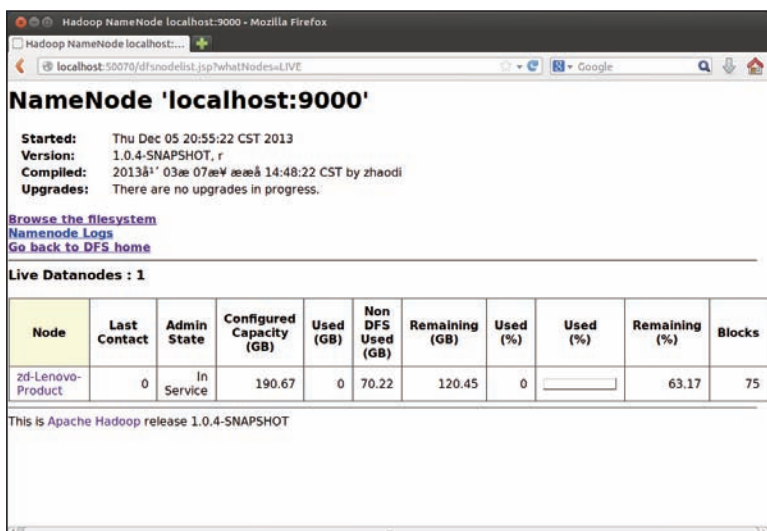 Hadoop NameNode localhost:9000 - Mozilla Firefox
Hadoop NameNode localhost:...
localhost:50070/dfsnodelist.jsp?whatNodes=LIVE
Google
NameNode 'localhost:9000'
Started: Thu Dec 05 20:55:22 CST 2013
Version: 1.0.4-SNAPSHOT, r
Compiled: 2013å¹´ 03æ 07æ¥ ææå 14:48:22 CST by zhaodi
Upgrades: There are no upgrades in progress.
Browse the filesystem
Namenode Logs
Go back to DFS home
Live Datanodes : 1
Node Last Contact Admin State Configured Capacity (GB) Used (GB) Non DFS Used (GB) Remaining (GB) Used (%) Used (%) Remaining (%) Blocks
zd-Lenovo-Product 0 In Service 190.67 0 70.22 120.45 0 63.17 75
This is Apache Hadoop release 1.0.4-SNAPSHOT